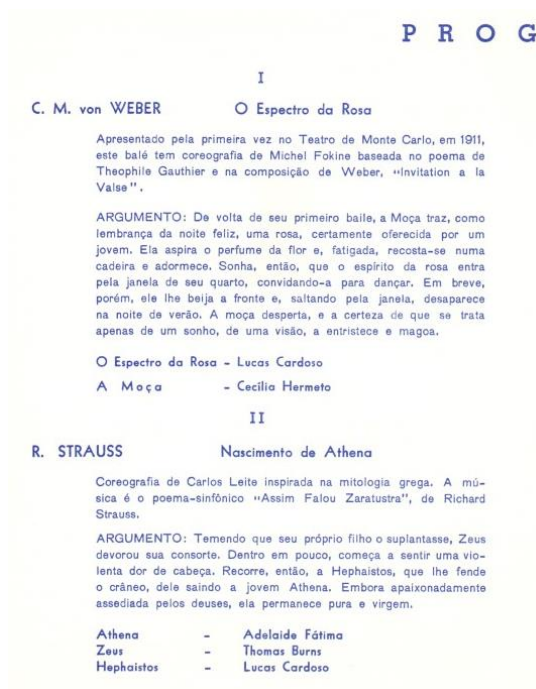 P R O G
I
C. M. von WEBER O Espectro da Rosa
Apresentado pela primeira vez no Teatro de Monte Carlo, em 1911,
este balé tem coreografia de Michel Fokine baseada no poema de
Theophile Gauthier e na composição de Weber, “Invitation a la
Valse”.
ARGUMENTO: De volta de seu primeiro baile, a Moça traz, como
lembrança da noite feliz, uma rosa, certamente oferecida por um
jovem. Ela aspira o perfume da flor e, fatigada, recosta-se numa
cadeira e adormece. Sonha, então, que o espírito da rosa entra
pela janela de seu quarto, convidando-a para dançar. Em breve,
porém, ele lhe beija a fronte e, saltando pela janela, desaparece
na noite de verão. A moça desperta, e a certeza de que se trata
apenas de um sonho, de uma visão, a entristece e magoa.
O Espectro da Rosa – Lucas Cardoso
A Moça – Cecília Hermeto
II
R. STRAUSS Nascimento de Athena
Coreografia de Carlos Leite inspirada na mitologia grega. A mú-
sica é o poema-sinfônico “Assim Falou Zaratustra”, de Richard
Strauss.
ARGUMENTO: Temendo que seu próprio filho o suplantasse, Zeus
devorou sua consorte. Dentro em pouco, começa a sentir uma vio-
lenta dor de cabeça. Recorre, então, a Hephaistos, que lhe fende
o crâneo, dele saindo a jovem Athena. Embora apaixonadamente
assediada pelos deuses, ela permanece pura e virgem.
Athena – Adelaide Fátima
Zeus – Thomas Burns
Hephaistos – Lucas Cardoso